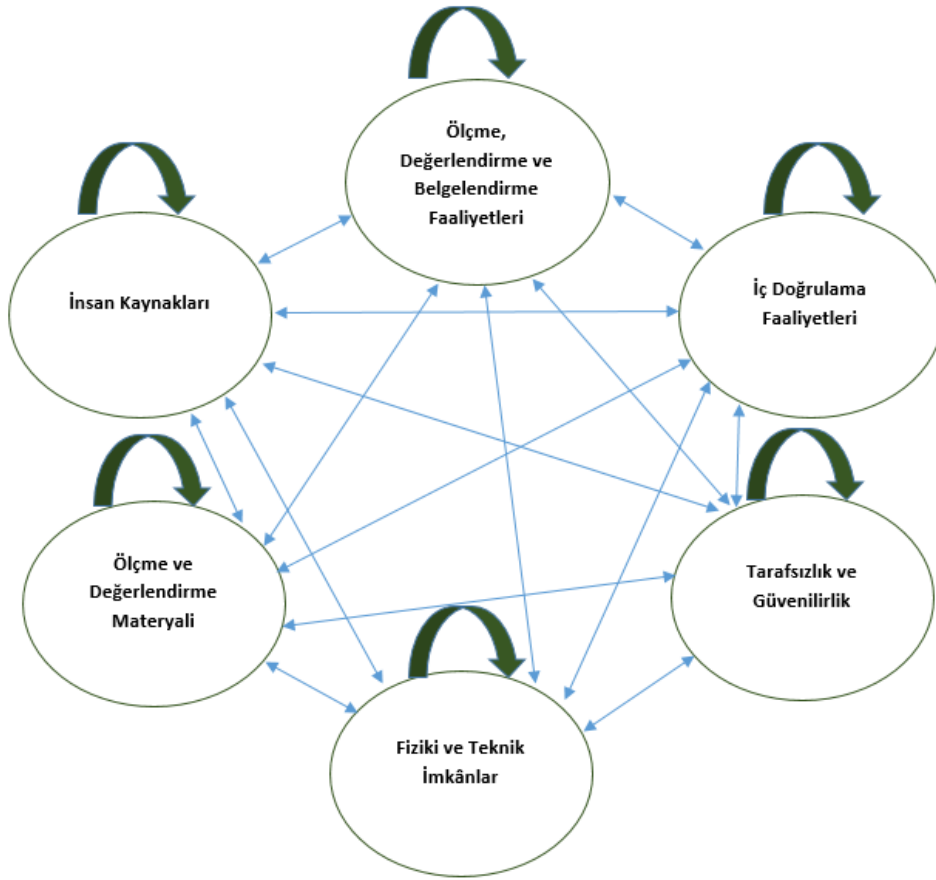 Ölçme,
Değerlendirme ve
Belgelendirme
Faaliyetleri
İnsan Kaynakları
İç Doğrulama
Faaliyetleri
Ölçme ve
Değerlendirme
Materyali
Tarafsızlık ve
Güvenilirlik
Fiziki ve Teknik
İmkânlar